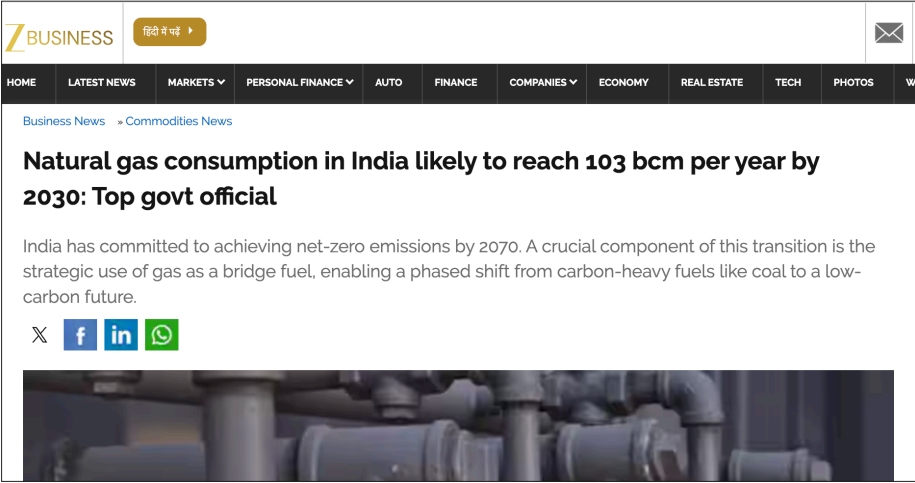 Z BUSINESS
हिंदी में पढ़ें
HOME LATEST NEWS MARKETS PERSONAL FINANCE AUTO FINANCE COMPANIES ECONOMY REAL ESTATE TECH PHOTOS W
Business News » Commodities News
Natural gas consumption in India likely to reach 103 bcm per year by
2030: Top govt official
India has committed to achieving net-zero emissions by 2070. A crucial component of this transition is the
strategic use of gas as a bridge fuel, enabling a phased shift from carbon-heavy fuels like coal to a low-
carbon future.